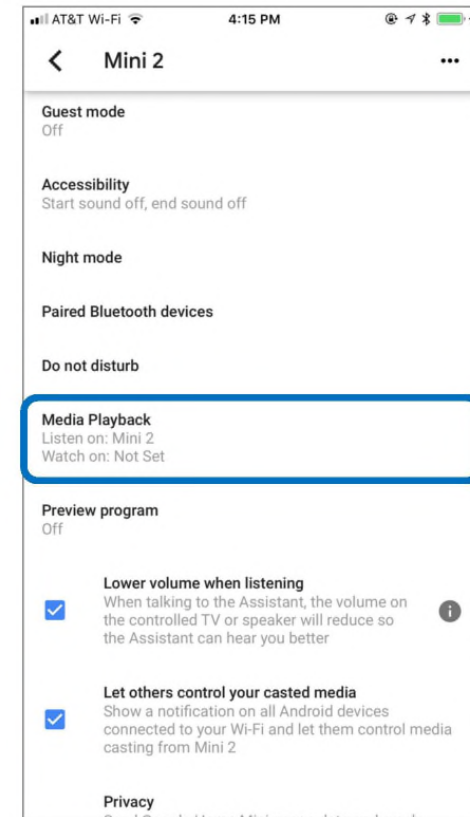 AT&T Wi-Fi 4:15 PM
Mini 2
Guest mode
Off
Accessibility
Start sound off, end sound off
Night mode
Paired Bluetooth devices
Do not disturb
Media Playback
Listen on: Mini 2
Watch on: Not Set
Preview program
Off
Lower volume when listening
When talking to the Assistant, the volume on
the controlled TV or speaker will reduce so
the Assistant can hear you better
Let others control your casted media
Show a notification on all Android devices
connected to your Wi-Fi and let them control media
casting from Mini 2
Privacy